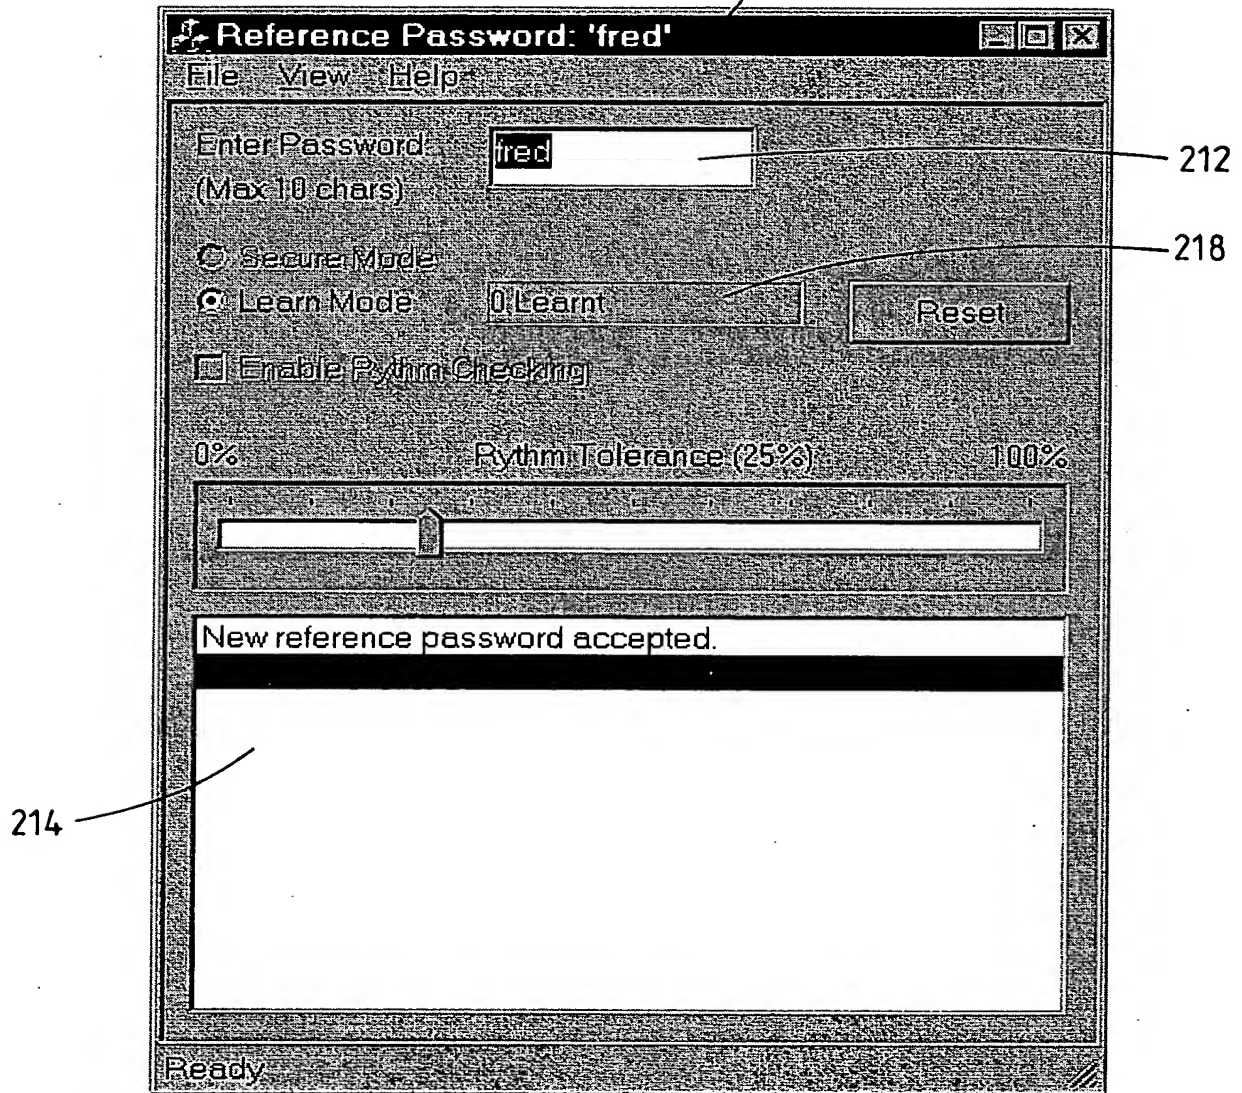 Reference Password: 'fred'
File View Help
Enter Password
(Max 10 chars)
fred
212
Secure Mode
218
Learn Mode
0 Learnt
Reset
Enable Rythm Checking
0%
Rythm Tolerance (25%)
100%
New reference password accepted.
214
Ready